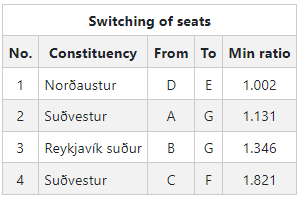 Switching of seats
No. Constituency From To Min ratio
1 Norðaustur D E 1.002
2 Suðvestur A G 1.131
3 Reykjavík suður B G 1.346
4 Suðvestur C F 1.821